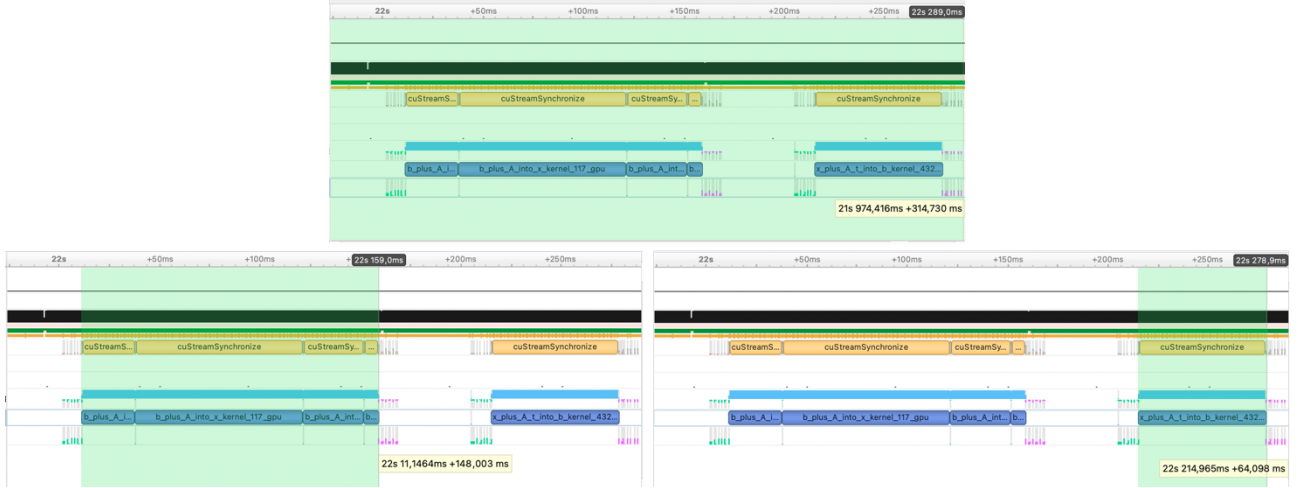 22s +50ms +100ms +150ms +200ms +250ms 22s 289,0ms
cuStreamS... cuStreamSynchronize cuStreamSy... ... cuStreamSynchronize
b_plus_A_i... b_plus_A_into_x_kernel_117_gpu b_plus_A_int... b... x_plus_A_t_into_b_kernel_432...
21s 974,416ms +314,730 ms
22s +50ms +100ms 22s 159,0ms +200ms +250ms
cuStreamS... cuStreamSynchronize cuStreamSy... ... cuStreamSynchronize
b_plus_A_i... b_plus_A_into_x_kernel_117_gpu b_plus_A_int... b... x_plus_A_t_into_b_kernel_432...
22s 11,1464ms +148,003 ms
22s +50ms +100ms +150ms +200ms +250ms 22s 278,9ms
cuStreamS... cuStreamSynchronize cuStreamSy... ... cuStreamSynchronize
b_plus_A_i... b_plus_A_into_x_kernel_117_gpu b_plus_A_int... b... x_plus_A_t_into_b_kernel_432...
22s 214,965ms +64,098 ms